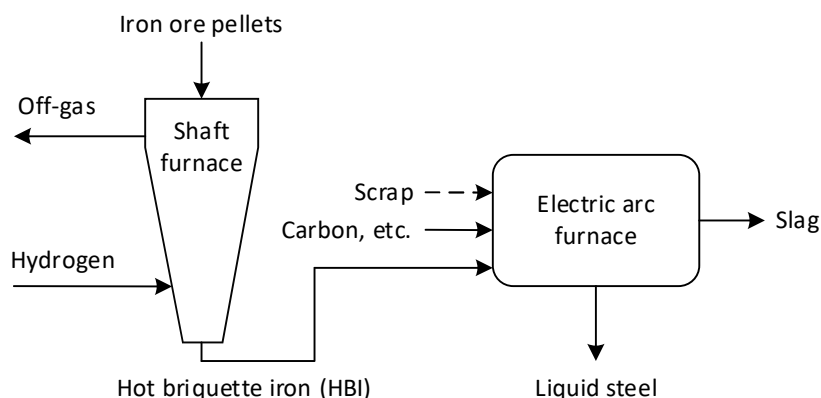 Iron ore pellets
Off-gas
Shaft
furnace
Scrap
Electric arc
furnace
Carbon, etc.
Slag
Hydrogen
Hot briquette iron (HBI)
Liquid steel